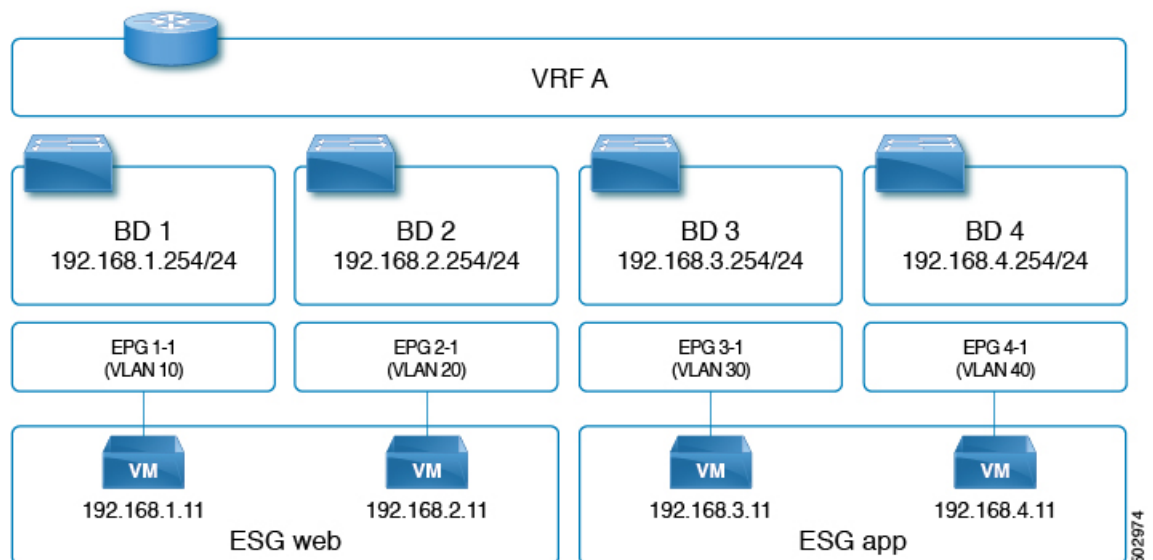 VRF A
BD 1
192.168.1.254/24
BD 2
192.168.2.254/24
BD 3
192.168.3.254/24
BD 4
192.168.4.254/24
EPG 1-1
(VLAN 10)
EPG 2-1
(VLAN 20)
EPG 3-1
(VLAN 30)
EPG 4-1
(VLAN 40)
VM
192.168.1.11
VM
192.168.2.11
ESG web
VM
192.168.3.11
VM
192.168.4.11
ESG app